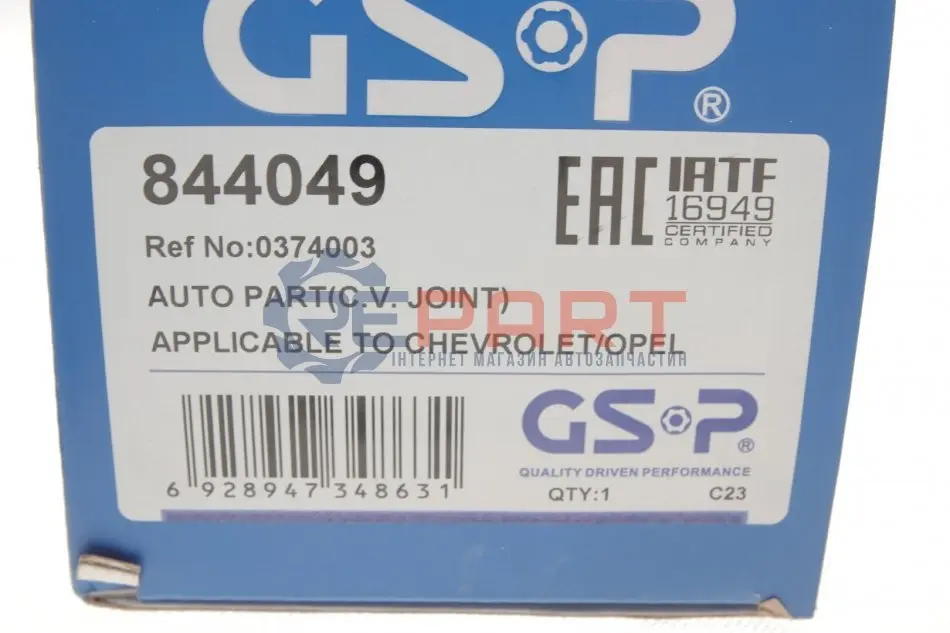 GSP®
844049
EAC IATF
16949
CERTIFIED
COMPANY
Ref No:0374003
AUTO PART(C.V. JOINT)
REPART
APPLICABLE TO CHEVROLET/OPEL
ІНТЕРНЕТ МАГАЗИН АВТОЗАПЧАСТИН
GSP®
QUALITY DRIVEN PERFORMANCE
6 928947 348631
QTY:1 C23